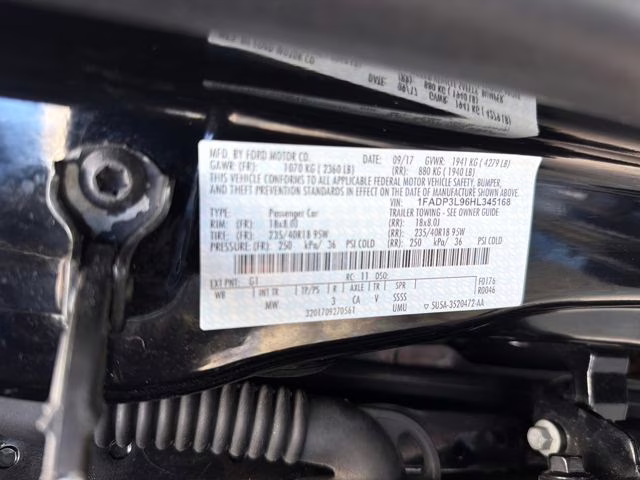 MFD. BY FORD MOTOR CO.
DATE: 09/17 GVWR: 1941 KG ( 4279 LB)
GAWR: (FR): 1070 KG ( 2360 LB) (RR): 880 KG ( 1940 LB)
THIS VEHICLE CONFORMS TO ALL APPLICABLE FEDERAL MOTOR VEHICLE SAFETY, BUMPER,
AND THEFT PREVENTION STANDARDS IN EFFECT ON THE DATE OF MANUFACTURE SHOWN ABOVE.
VIN: 1FADP3L96HL345168
TYPE: Passenger Car TRAILER TOWING - SEE OWNER GUIDE
RIM: (FR): 18x8.0J (RR): 18x8.0J
TIRES: (FR): 235/40R18 95W (RR): 235/40R18 95W
PRESSURE: (FR): 250 kPa/ 36 PSI COLD (RR): 250 kPa/ 36 PSI COLD
EXT PNT: G1 RC: 11 DSO: F0176
WB INT TR TP/PS R AXLE TR SPR R0046
MW 3 CA V SSSS
3201709270561 UMU ▽ 5U5A-3520472-AA